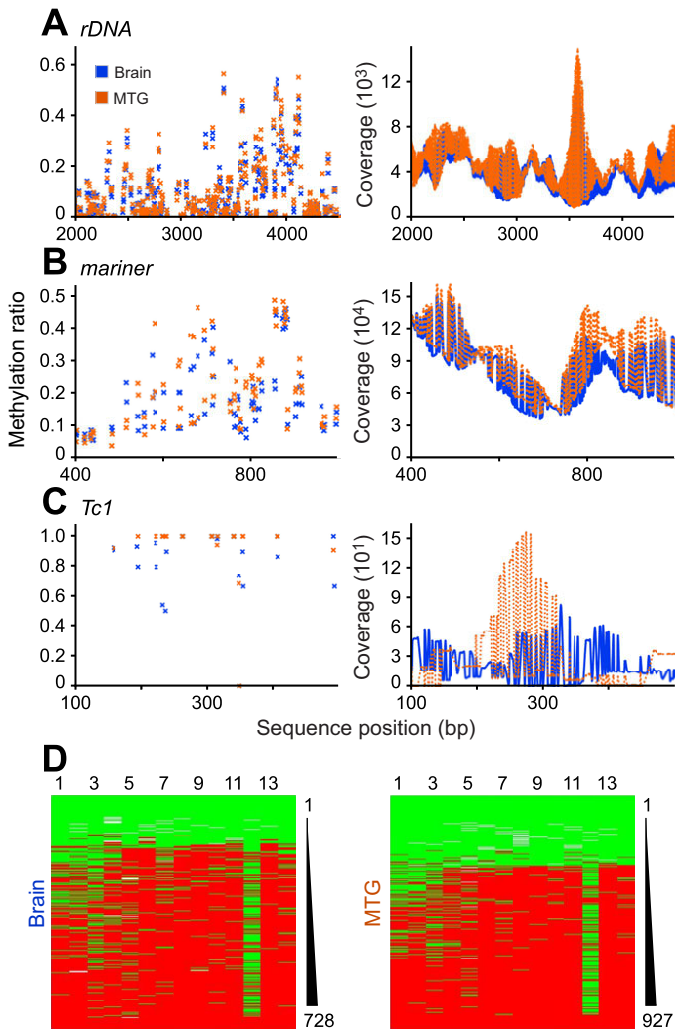 A rDNA
Brain
MTG
0.6
0.4
0.2
0
2000 3000 4000
Coverage (10³)
12
8
4
0
2000 3000 4000
B mariner
Methylation ratio
0.5
0.4
0.3
0.2
0.1
0
400 800
Coverage (10⁴)
15
12
9
6
3
0
400 800
C Tc1
1.0
0.8
0.6
0.4
0.2
0
100 300
Coverage (10¹)
15
12
9
6
3
0
100 300
Sequence position (bp)
D
1 3 5 7 9 11 13
Brain
1
728
1 3 5 7 9 11 13
MTG
1
927